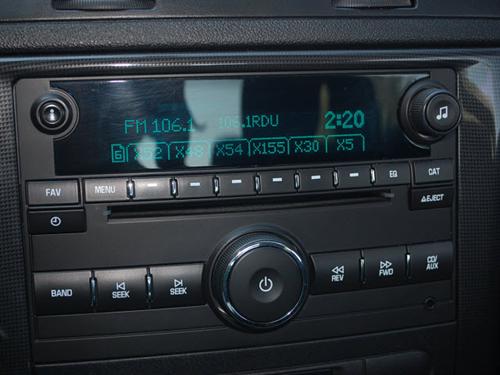 FM 106.1 106.1RDU 2:20
6 X52 X48 X54 X155 X30 X5
FAV MENU EQ CAT
EJECT
BAND SEEK SEEK REV FWD CD/AUX